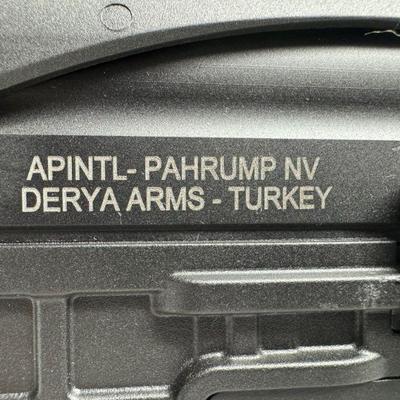 APINTL- PAHRUMP NV
DERYA ARMS - TURKEY